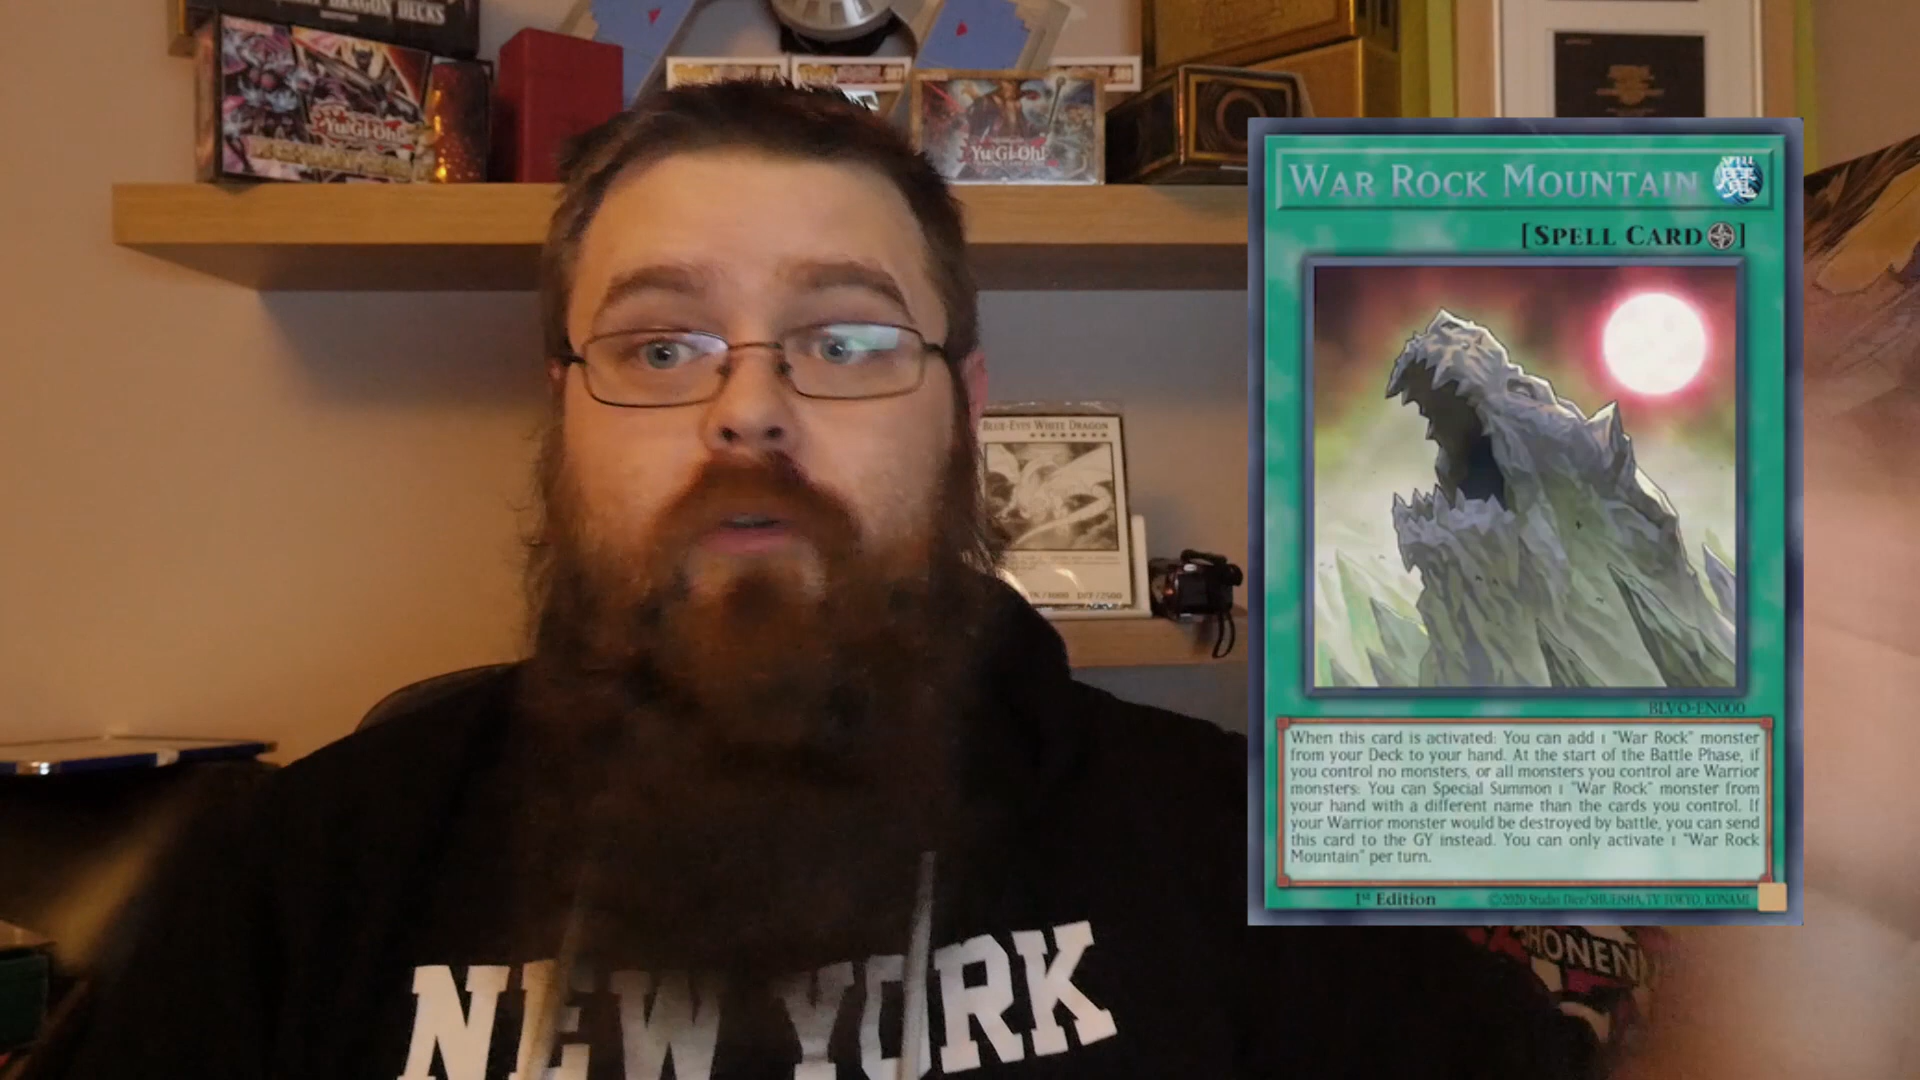 DRAGON DECKS
Yu-Gi-Oh!
Yu-Gi-Oh!
WAR ROCK MOUNTAIN
SPELL
[SPELL CARD]
BLUE-EYES WHITE DRAGON
BLVO-EN000
When this card is activated: You can add 1 "War Rock" monster
from your Deck to your hand. At the start of the Battle Phase, if
you control no monsters, or all monsters you control are Warrior
monsters: You can Special Summon 1 "War Rock" monster from
your hand with a different name than the cards you control. If
your Warrior monster would be destroyed by battle, you can send
this card to the GY instead. You can only activate 1 "War Rock
Mountain" per turn.
1st Edition ©2020 Studio Dice/SHUEISHA, TV TOKYO, KONAMI
SHONEN
NEW YORK